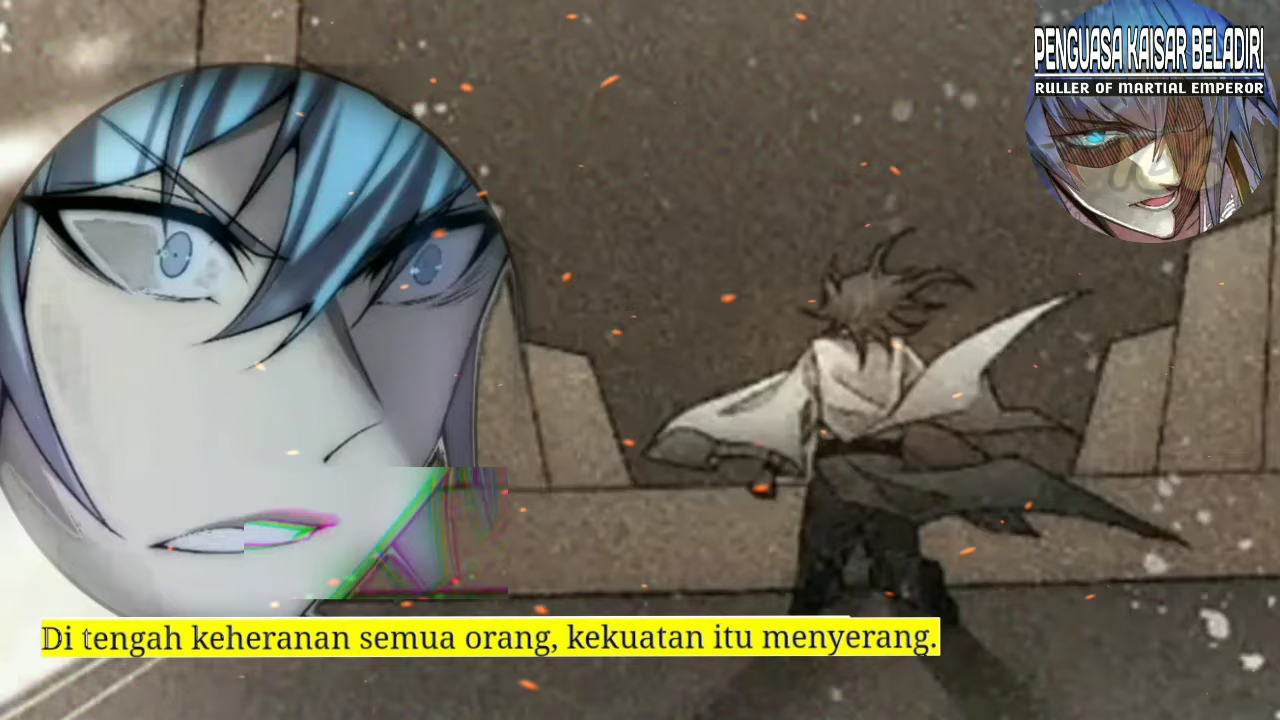 PENGUASA KAISAR BELADIRI
RULLER OF MARTIAL EMPEROR
Di tengah keheranan semua orang, kekuatan itu menyerang.